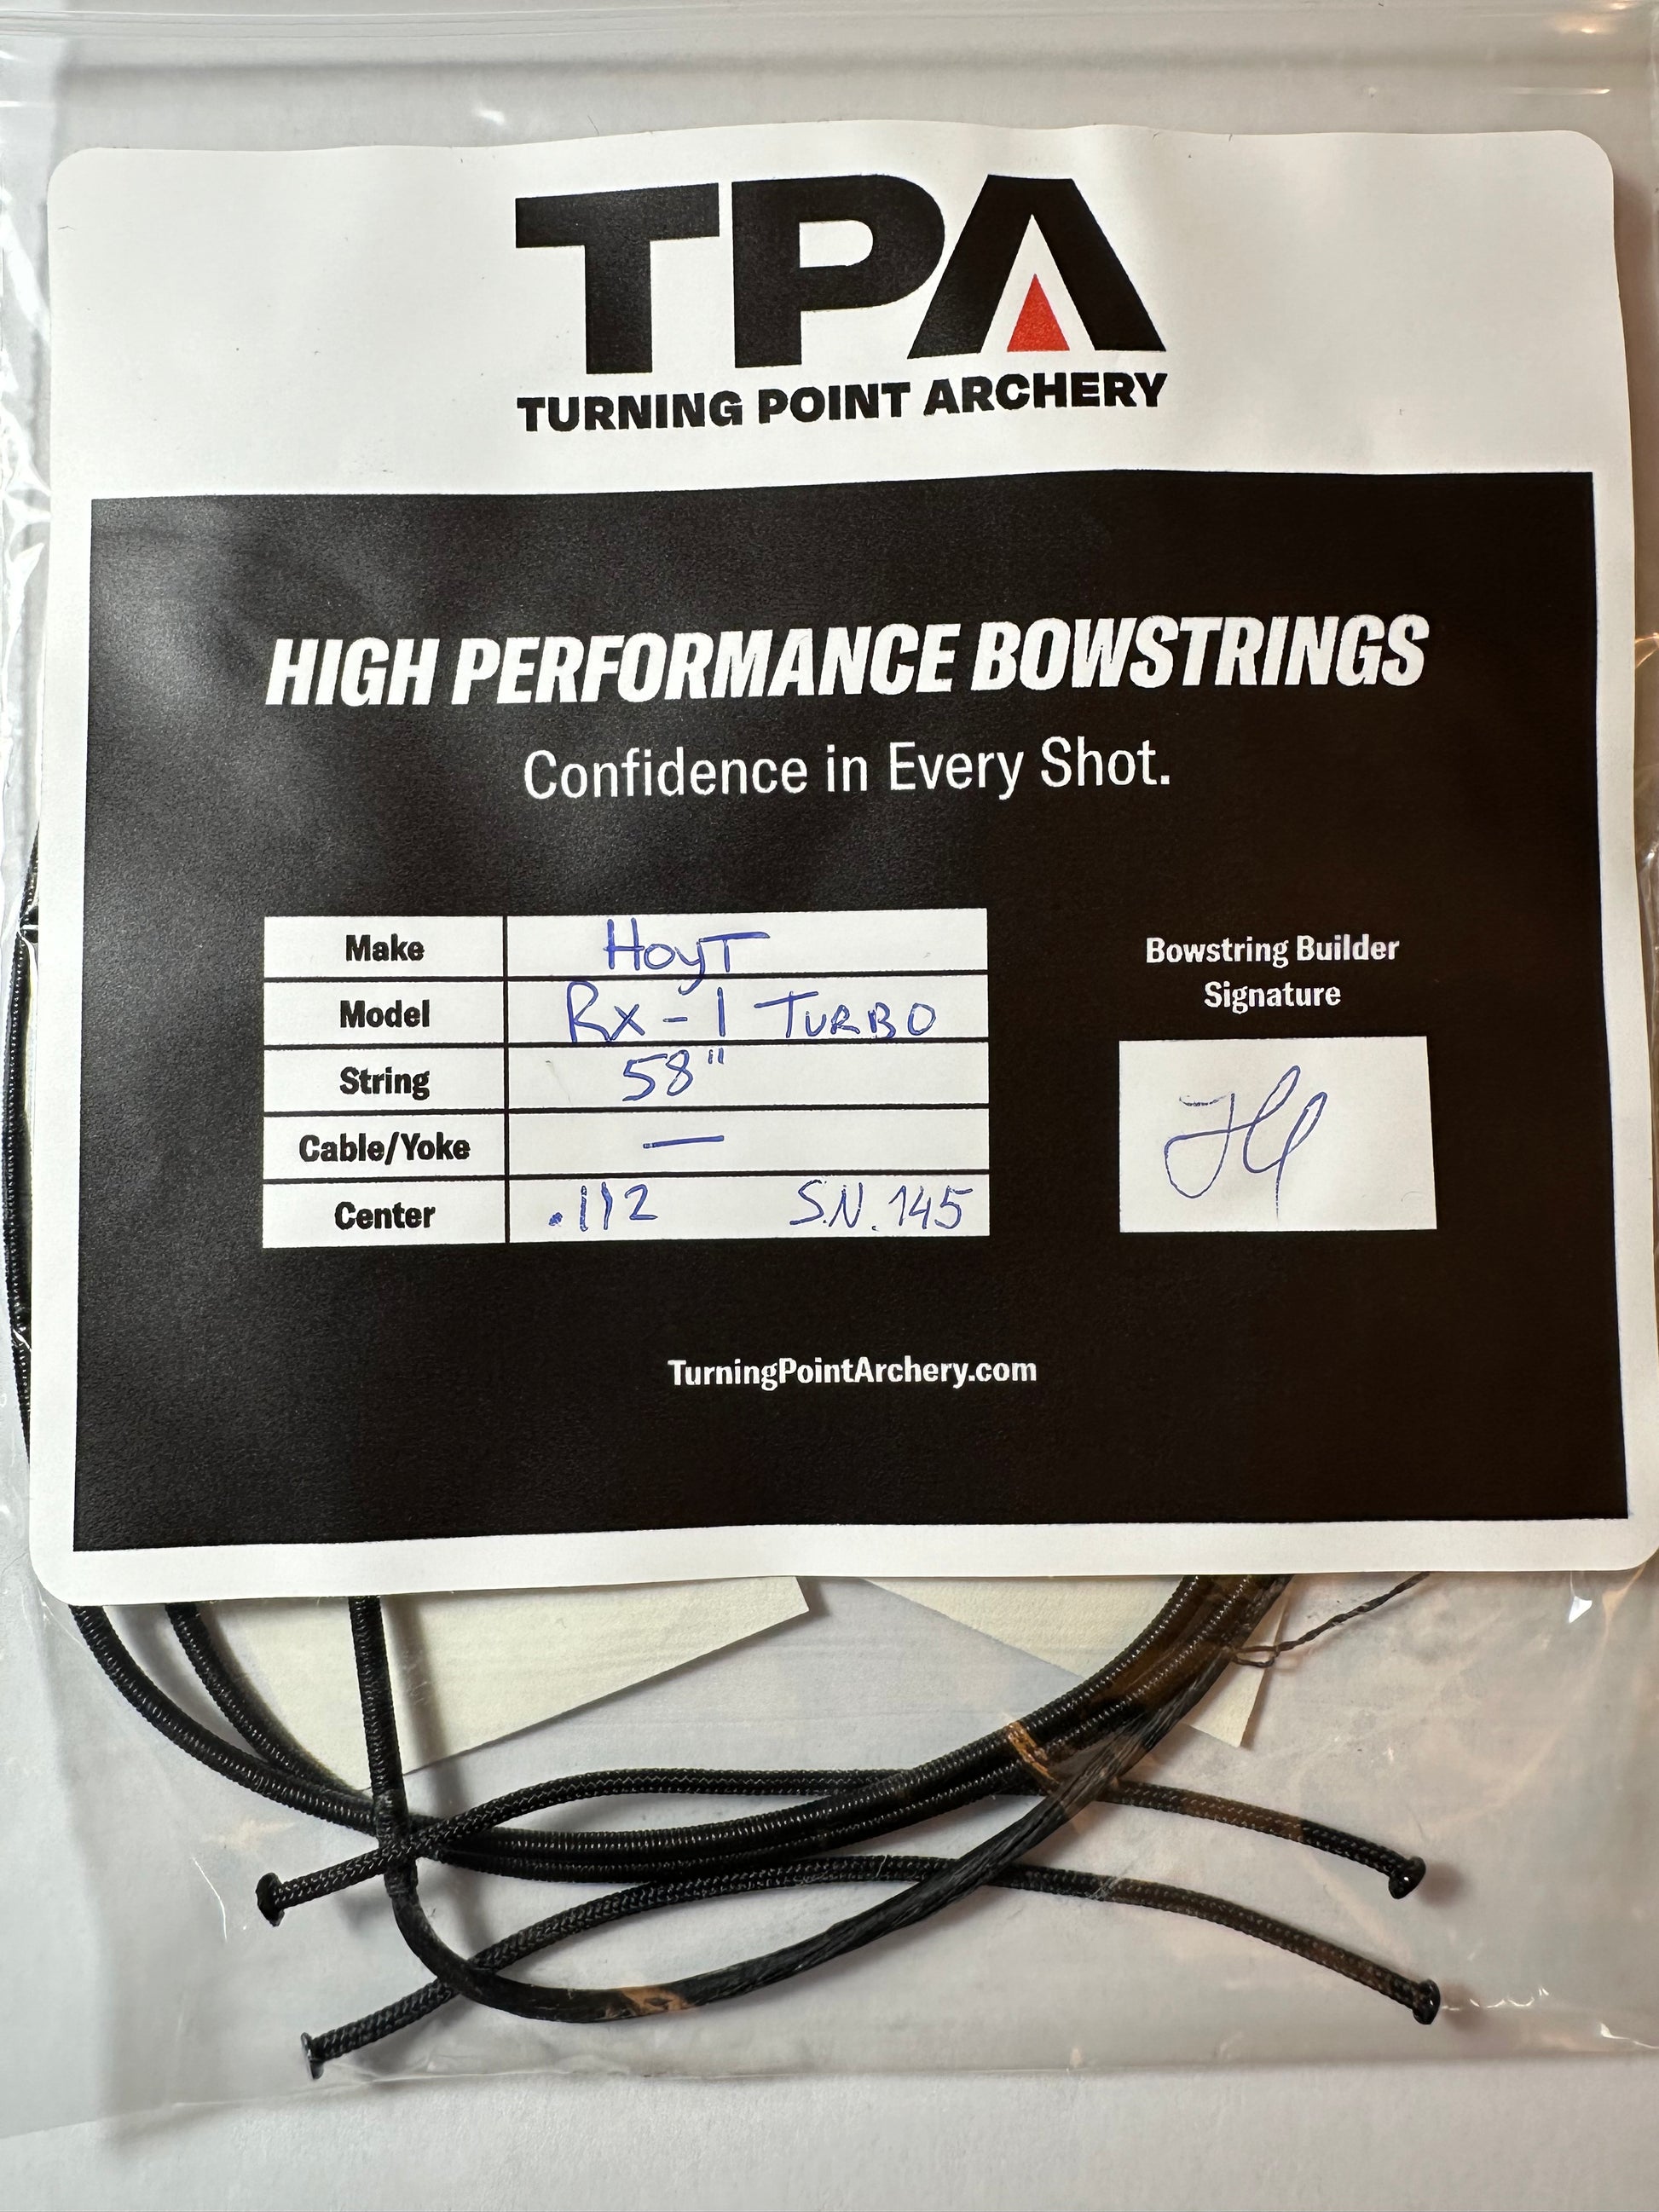 TPA
TURNING POINT ARCHERY
HIGH PERFORMANCE BOWSTRINGS
Confidence in Every Shot.
Make HoyT
Model Rx-1 TURBO
String 58"
Cable/Yoke —
Center .112 S.N. 145
Bowstring Builder
Signature
TurningPointArchery.com